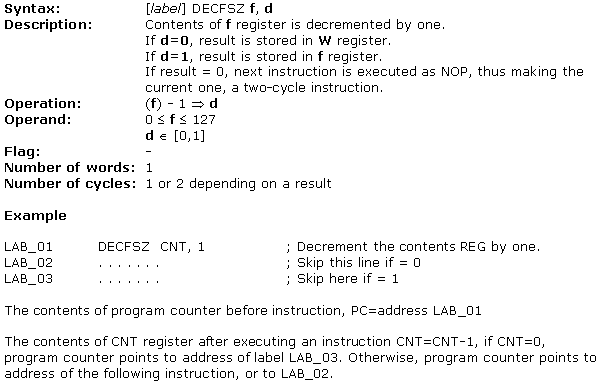 Syntax: [label] DECFSZ f, d
Description: Contents of f register is decremented by one.
If d=0, result is stored in W register.
If d=1, result is stored in f register.
If result = 0, next instruction is executed as NOP, thus making the
current one, a two-cycle instruction.
Operation: (f) - 1 ⇒ d
Operand: 0 ≤ f ≤ 127
d ∈ [0,1]
Flag: -
Number of words: 1
Number of cycles: 1 or 2 depending on a result
Example
LAB_01 DECFSZ CNT, 1 ; Decrement the contents REG by one.
LAB_02 . . . . . . . ; Skip this line if = 0
LAB_03 . . . . . . . ; Skip here if = 1
The contents of program counter before instruction, PC=address LAB_01
The contents of CNT register after executing an instruction CNT=CNT-1, if CNT=0,
program counter points to address of label LAB_03. Otherwise, program counter points to
address of the following instruction, or to LAB_02.